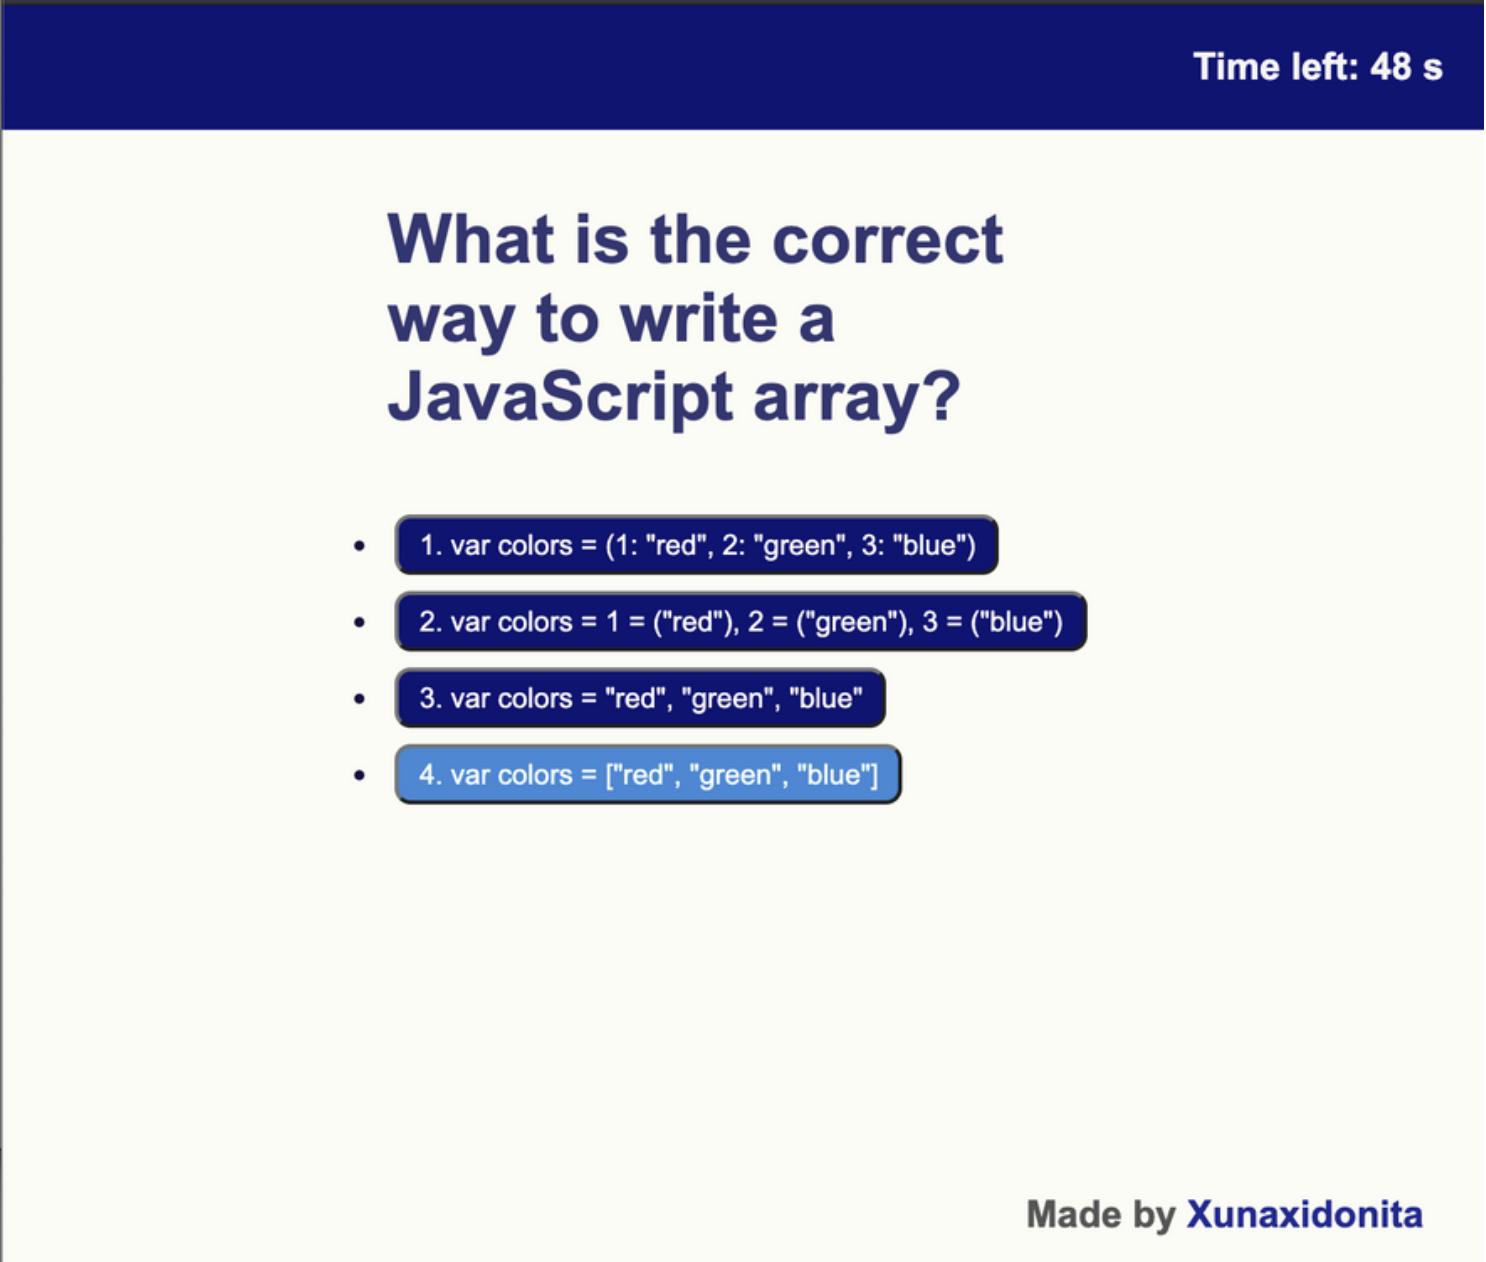 Time left: 48 s
What is the correct
way to write a
JavaScript array?
1. var colors = (1: "red", 2: "green", 3: "blue")
2. var colors = 1 = ("red"), 2 = ("green"), 3 = ("blue")
3. var colors = "red", "green", "blue"
4. var colors = ["red", "green", "blue"]
Made by Xunaxidonita